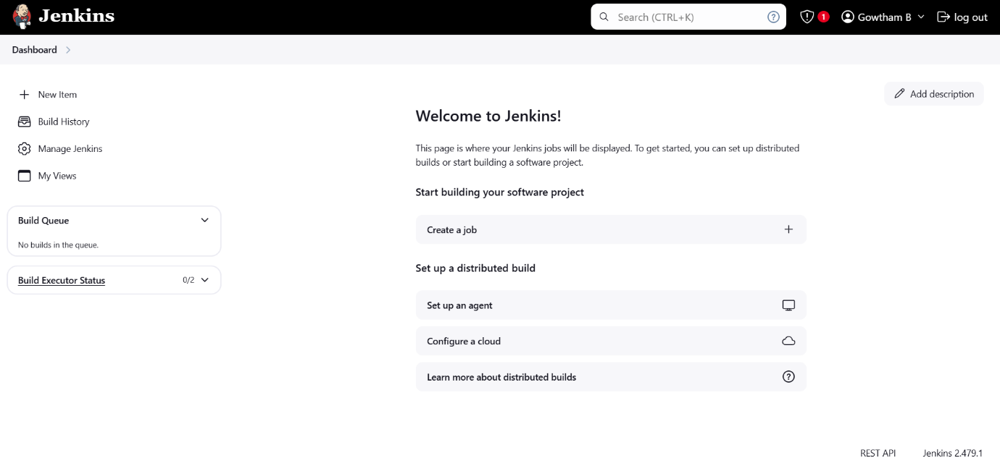 Jenkins
Search (CTRL+K)
1
Gowtham B
log out
Dashboard
New Item
Build History
Manage Jenkins
My Views
Build Queue
No builds in the queue.
Build Executor Status
0/2
Add description
Welcome to Jenkins!
This page is where your Jenkins jobs will be displayed. To get started, you can set up distributed
builds or start building a software project.
Start building your software project
Create a job
Set up a distributed build
Set up an agent
Configure a cloud
Learn more about distributed builds
REST API
Jenkins 2.479.1